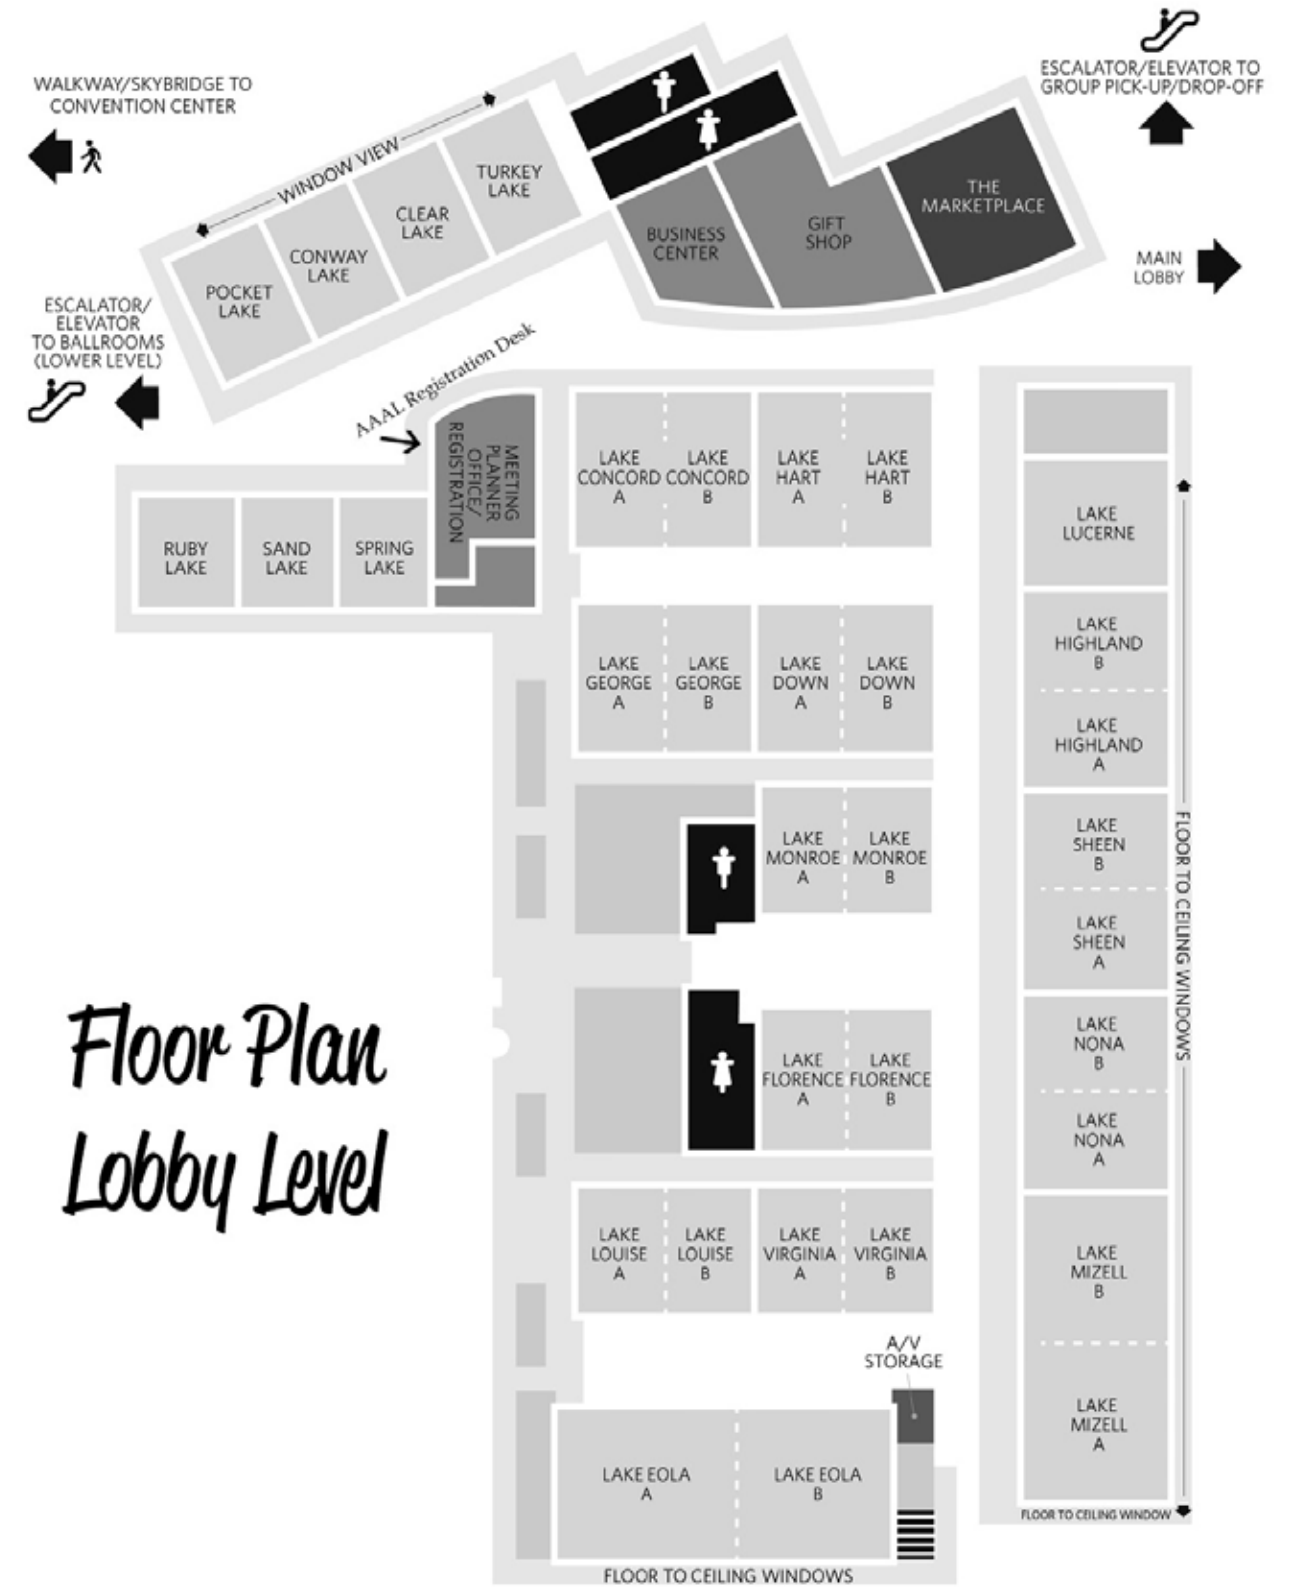 WALKWAY/SKYBRIDGE TO
CONVENTION CENTER
ESCALATOR/ELEVATOR TO
GROUP PICK-UP/DROP-OFF
WINDOW VIEW
TURKEY
LAKE
CLEAR
LAKE
CONWAY
LAKE
POCKET
LAKE
BUSINESS
CENTER
GIFT
SHOP
THE
MARKETPLACE
MAIN
LOBBY
ESCALATOR/
ELEVATOR
TO BALLROOMS
(LOWER LEVEL)
AAAL Registration Desk
MEETING
PLANNER
OFFICE/
REGISTRATION
RUBY
LAKE
SAND
LAKE
SPRING
LAKE
LAKE
CONCORD
A
LAKE
CONCORD
B
LAKE
HART
A
LAKE
HART
B
LAKE
LUCERNE
LAKE
GEORGE
A
LAKE
GEORGE
B
LAKE
DOWN
A
LAKE
DOWN
B
LAKE
HIGHLAND
B
LAKE
HIGHLAND
A
LAKE
MONROE
A
LAKE
MONROE
B
LAKE
SHEEN
B
LAKE
SHEEN
A
FLOOR TO CEILING WINDOWS
Floor Plan
Lobby Level
LAKE
FLORENCE
A
LAKE
FLORENCE
B
LAKE
NONA
B
LAKE
NONA
A
LAKE
LOUISE
A
LAKE
LOUISE
B
LAKE
VIRGINIA
A
LAKE
VIRGINIA
B
LAKE
MIZELL
B
LAKE
MIZELL
A
A/V
STORAGE
LAKE EOLA
A
LAKE EOLA
B
FLOOR TO CEILING WINDOW
FLOOR TO CEILING WINDOWS